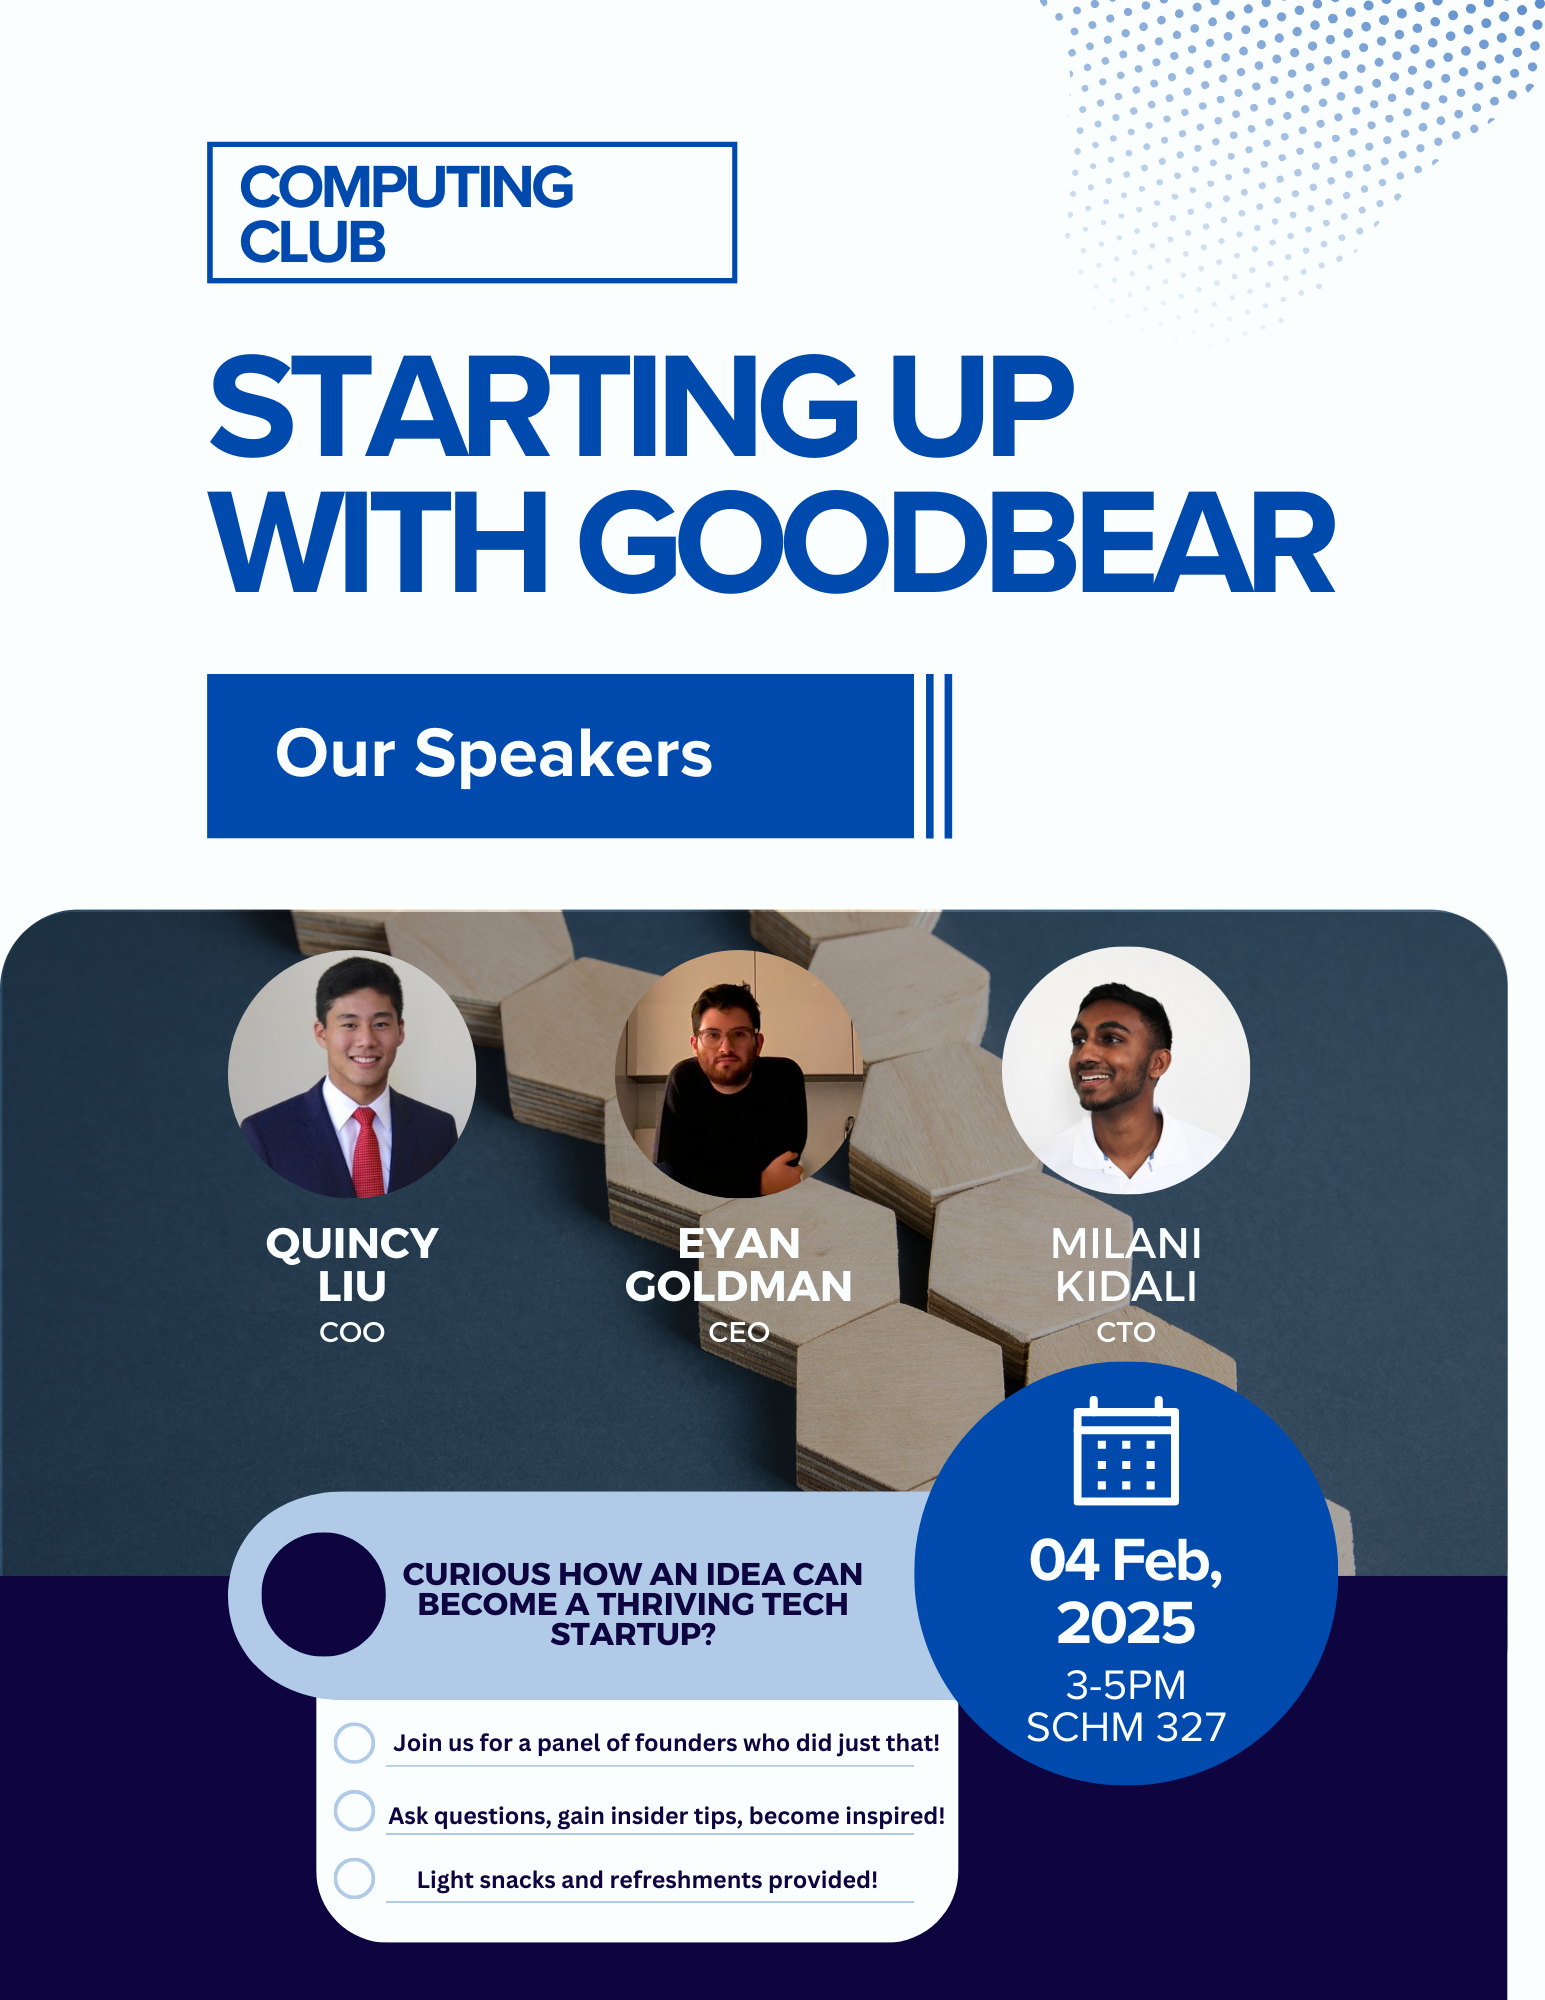 COMPUTING
CLUB
STARTING UP
WITH GOODBEAR
Our Speakers
QUINCY
LIU
COO
EYAN
GOLDMAN
CEO
MILANI
KIDALI
CTO
04 Feb,
2025
3-5PM
SCHM 327
CURIOUS HOW AN IDEA CAN
BECOME A THRIVING TECH
STARTUP?
Join us for a panel of founders who did just that!
Ask questions, gain insider tips, become inspired!
Light snacks and refreshments provided!